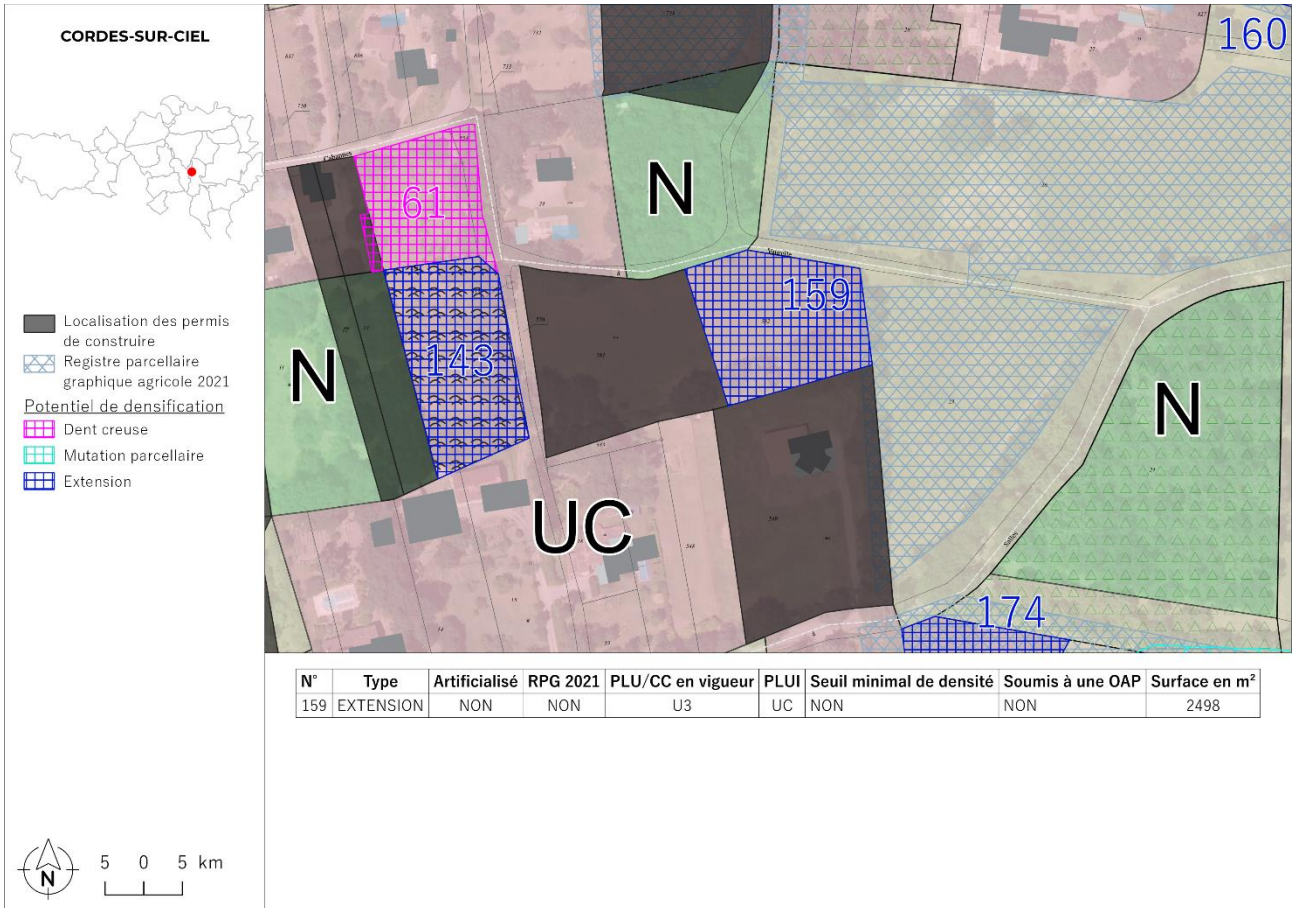 CORDES-SUR-CIEL
Localisation des permis
de construire
Registre parcellaire
graphique agricole 2021
Potentiel de densification
Dent creuse
Mutation parcellaire
Extension
N
5 0 5 km
160
N
61
159
143
N
N
UC
174
N° Type Artificialisé RPG 2021 PLU/CC en vigueur PLUI Seuil minimal de densité Soumis à une OAP Surface en m²
159 EXTENSION NON NON U3 UC NON NON 2498